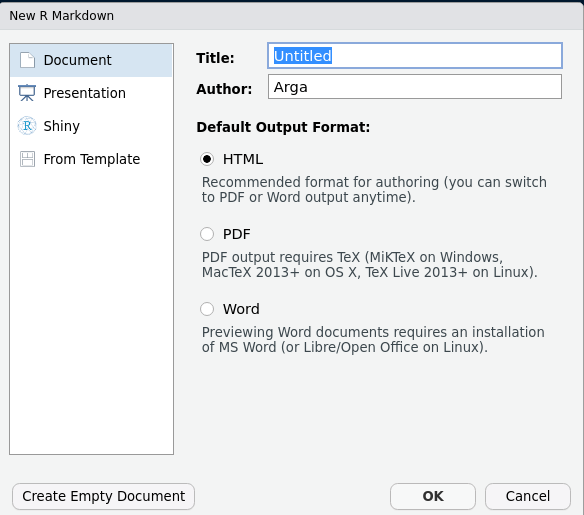 New R Markdown
Document
Presentation
Shiny
From Template
Title: Untitled
Author: Arga
Default Output Format:
HTML
Recommended format for authoring (you can switch
to PDF or Word output anytime).
PDF
PDF output requires TeX (MiKTeX on Windows,
MacTeX 2013+ on OS X, TeX Live 2013+ on Linux).
Word
Previewing Word documents requires an installation
of MS Word (or Libre/Open Office on Linux).
Create Empty Document
OK
Cancel